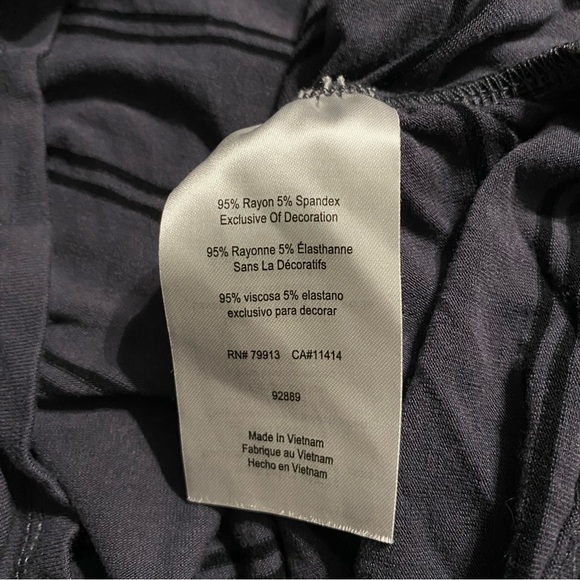 95% Rayon 5% Spandex
Exclusive Of Decoration
95% Rayonne 5% Élasthanne
Sans La Décoratifs
95% viscosa 5% elastano
exclusivo para decorar
RN# 79913 CA#11414
92889
Made In Vietnam
Fabrique au Vietnam
Hecho en Vietnam